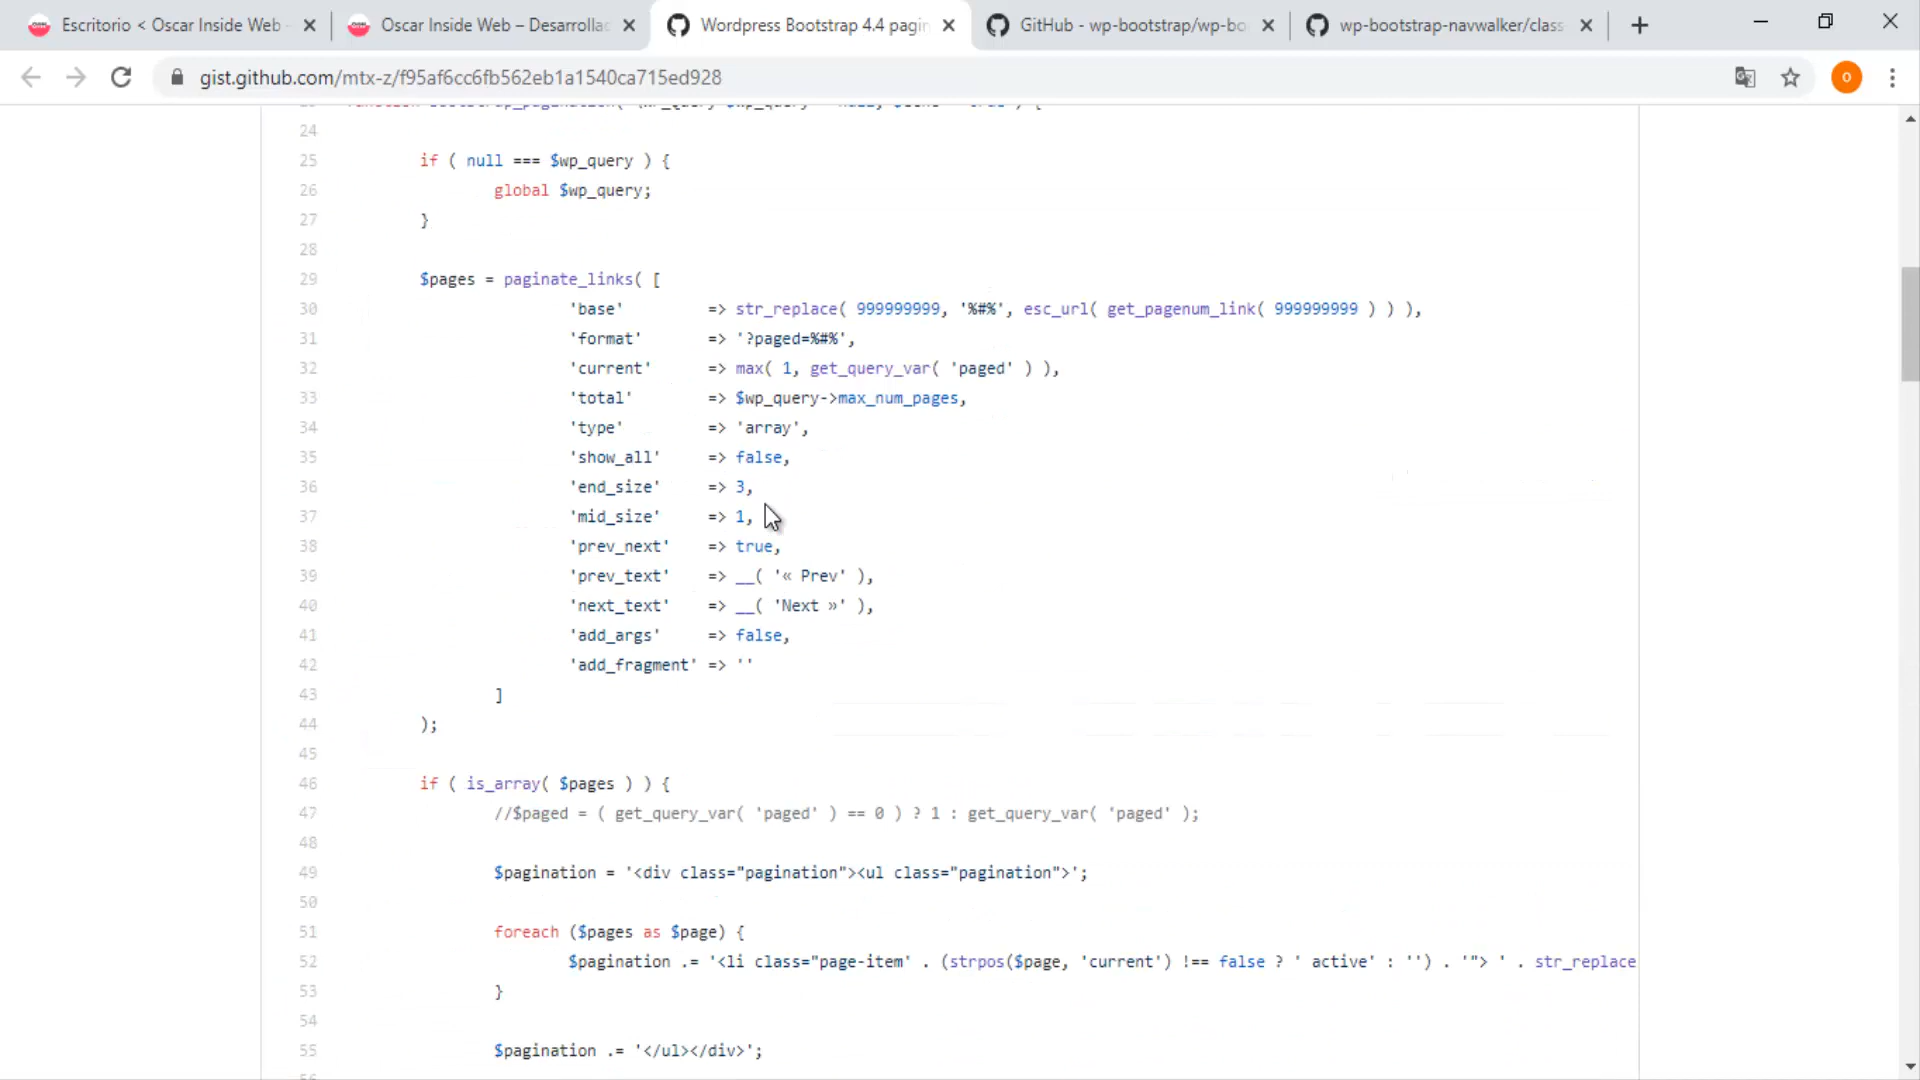 Escritorio < Oscar Inside Web -
Oscar Inside Web – Desarrollac
Wordpress Bootstrap 4.4 pagin
GitHub - wp-bootstrap/wp-bo
wp-bootstrap-navwalker/class
gist.github.com/mtx-z/f95af6cc6fb562eb1a1540ca715ed928
O
24
25 if ( null === $wp_query ) {
26 global $wp_query;
27 }
28
29 $pages = paginate_links( [
30 'base' => str_replace( 999999999, '%#%', esc_url( get_pagenum_link( 999999999 ) ) ),
31 'format' => '?paged=%#%',
32 'current' => max( 1, get_query_var( 'paged' ) ),
33 'total' => $wp_query->max_num_pages,
34 'type' => 'array',
35 'show_all' => false,
36 'end_size' => 3,
37 'mid_size' => 1,
38 'prev_next' => true,
39 'prev_text' => __( '« Prev' ),
40 'next_text' => __( 'Next »' ),
41 'add_args' => false,
42 'add_fragment' => ''
43 ]
44 );
45
46 if ( is_array( $pages ) ) {
47 //$paged = ( get_query_var( 'paged' ) == 0 ) ? 1 : get_query_var( 'paged' );
48
49 $pagination = '<div class="pagination"><ul class="pagination">';
50
51 foreach ($pages as $page) {
52 $pagination .= '<li class="page-item' . (strpos($page, 'current') !== false ? ' active' : '') . '"> ' . str_replace
53 }
54
55 $pagination .= '</ul></div>';